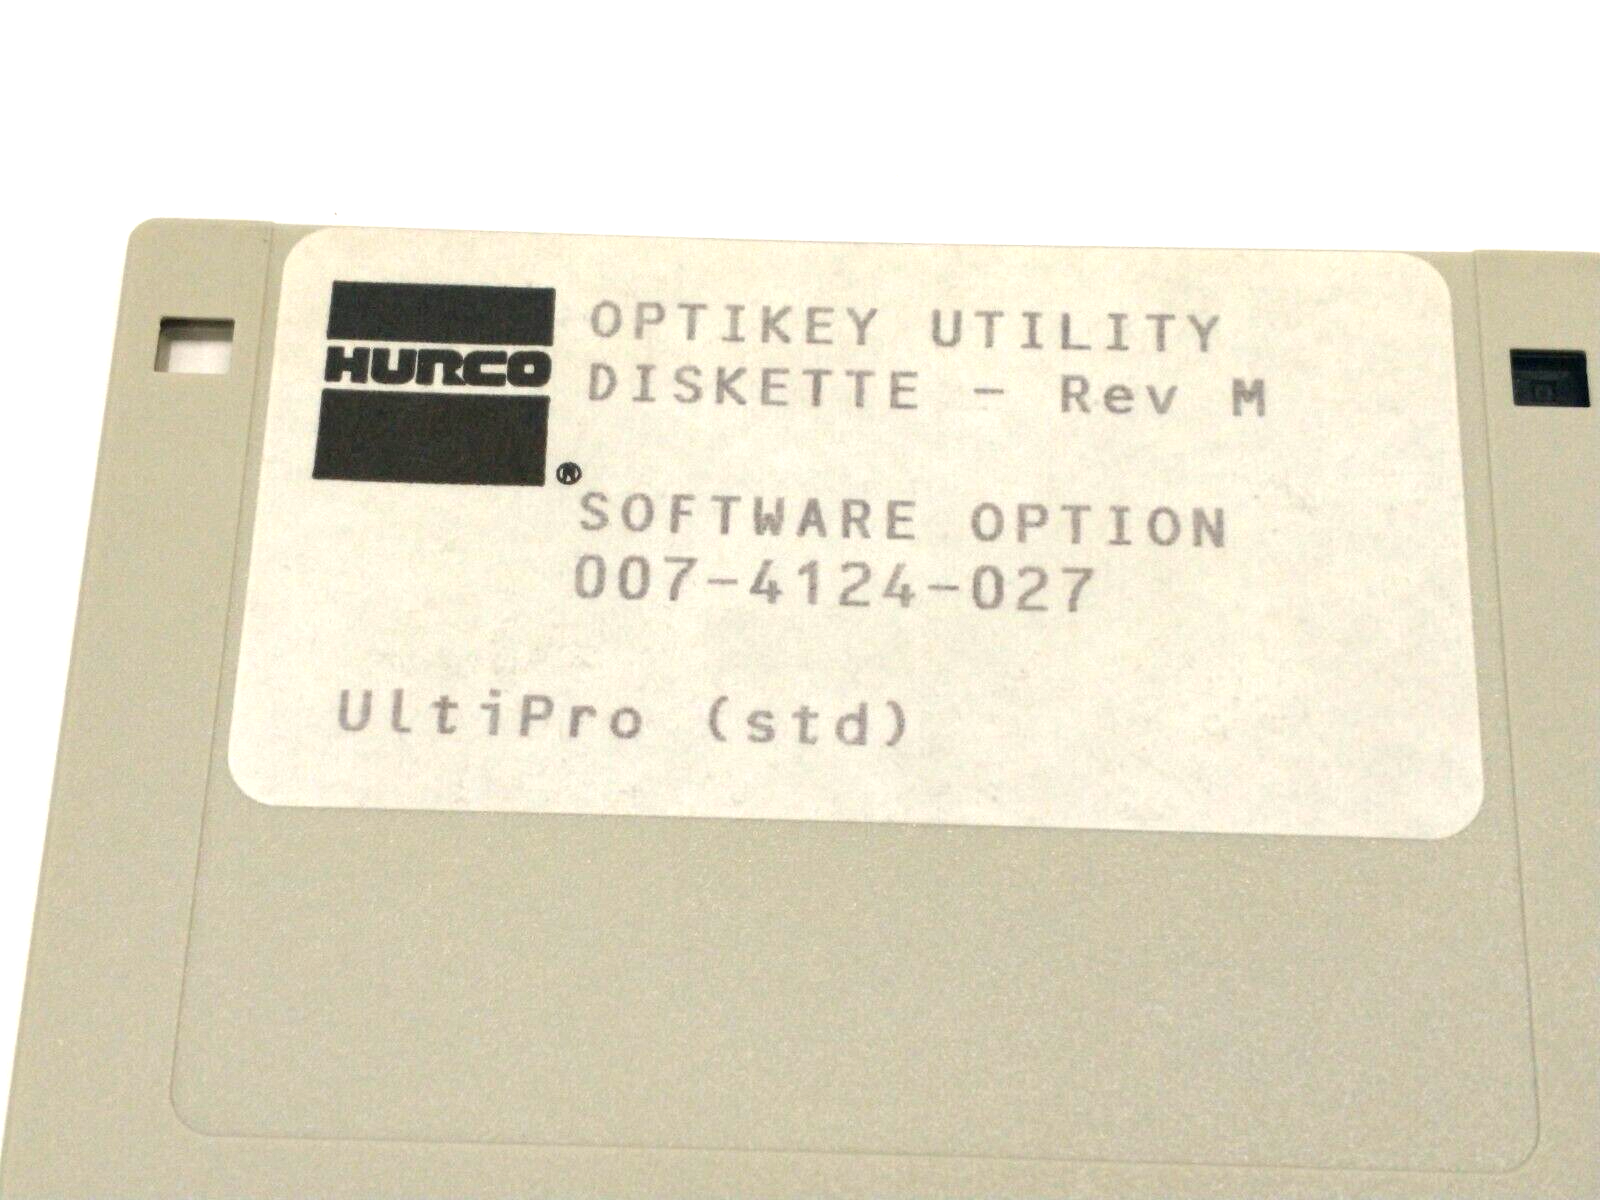 HURCO®
OPTIKEY UTILITY
DISKETTE - Rev M
SOFTWARE OPTION
007-4124-027
UltiPro (std)